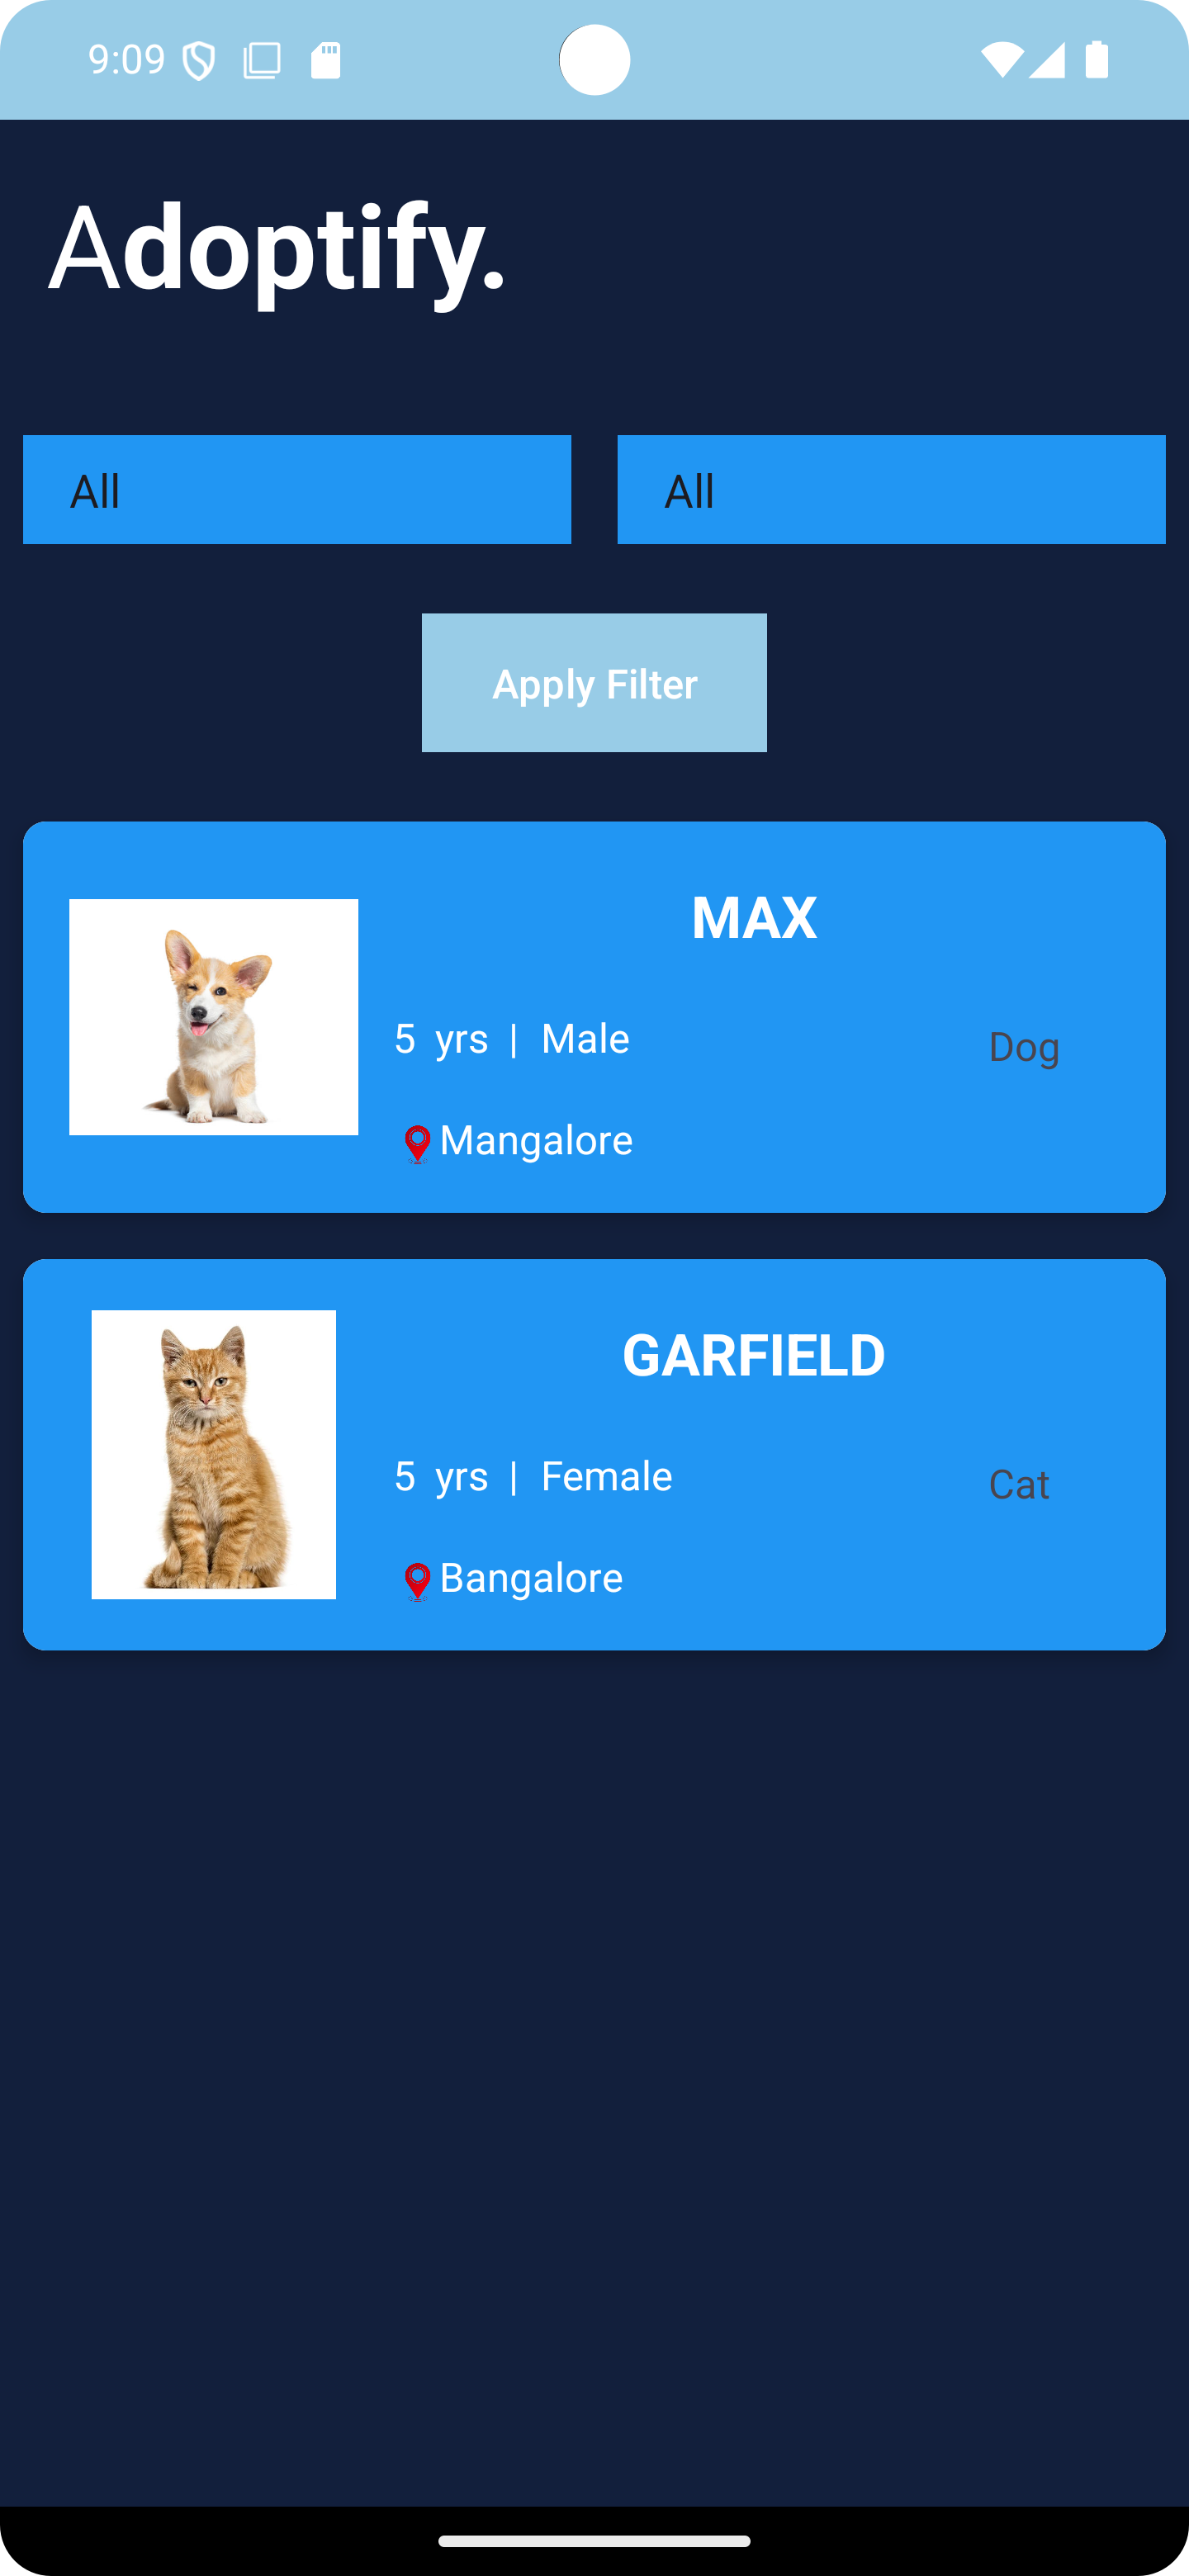 9:09
Adoptify.
All
All
Apply Filter
MAX
5 yrs | Male
Dog
Mangalore
GARFIELD
5 yrs | Female
Cat
Bangalore